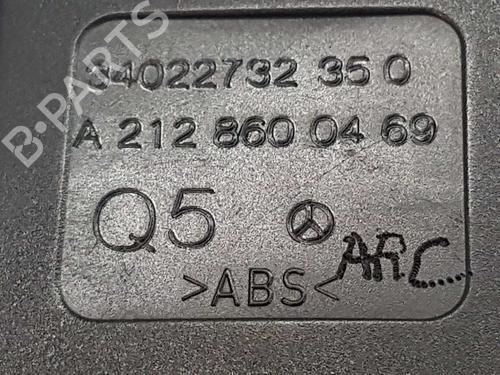 B-PARTS
34022732 35 0
A 212 860 04 69
Q5
ARC
>ABS<